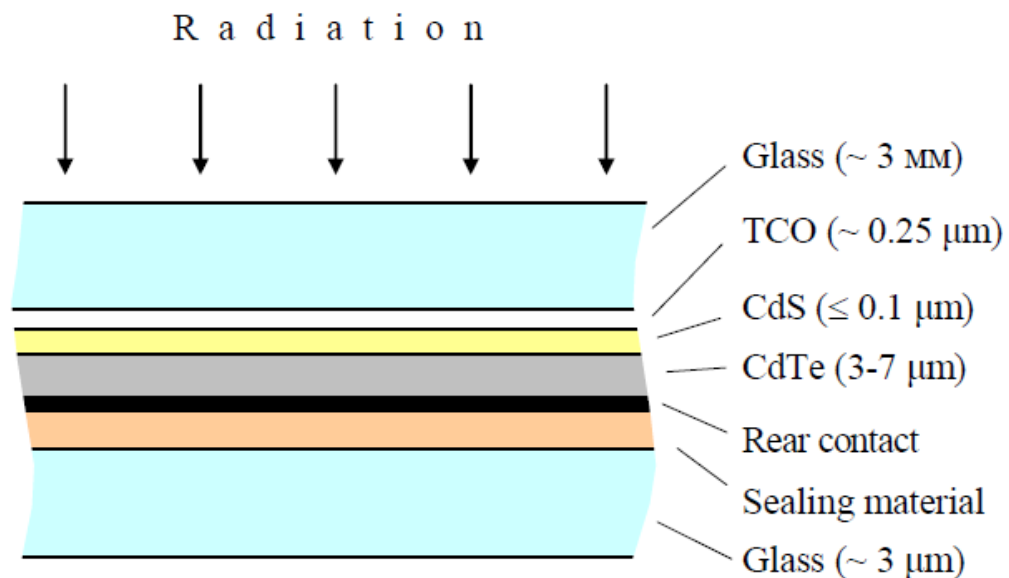 R a d i a t i o n
Glass (~ 3 мм)
TCO (~ 0.25 μm)
CdS (≤ 0.1 μm)
CdTe (3-7 μm)
Rear contact
Sealing material
Glass (~ 3 μm)